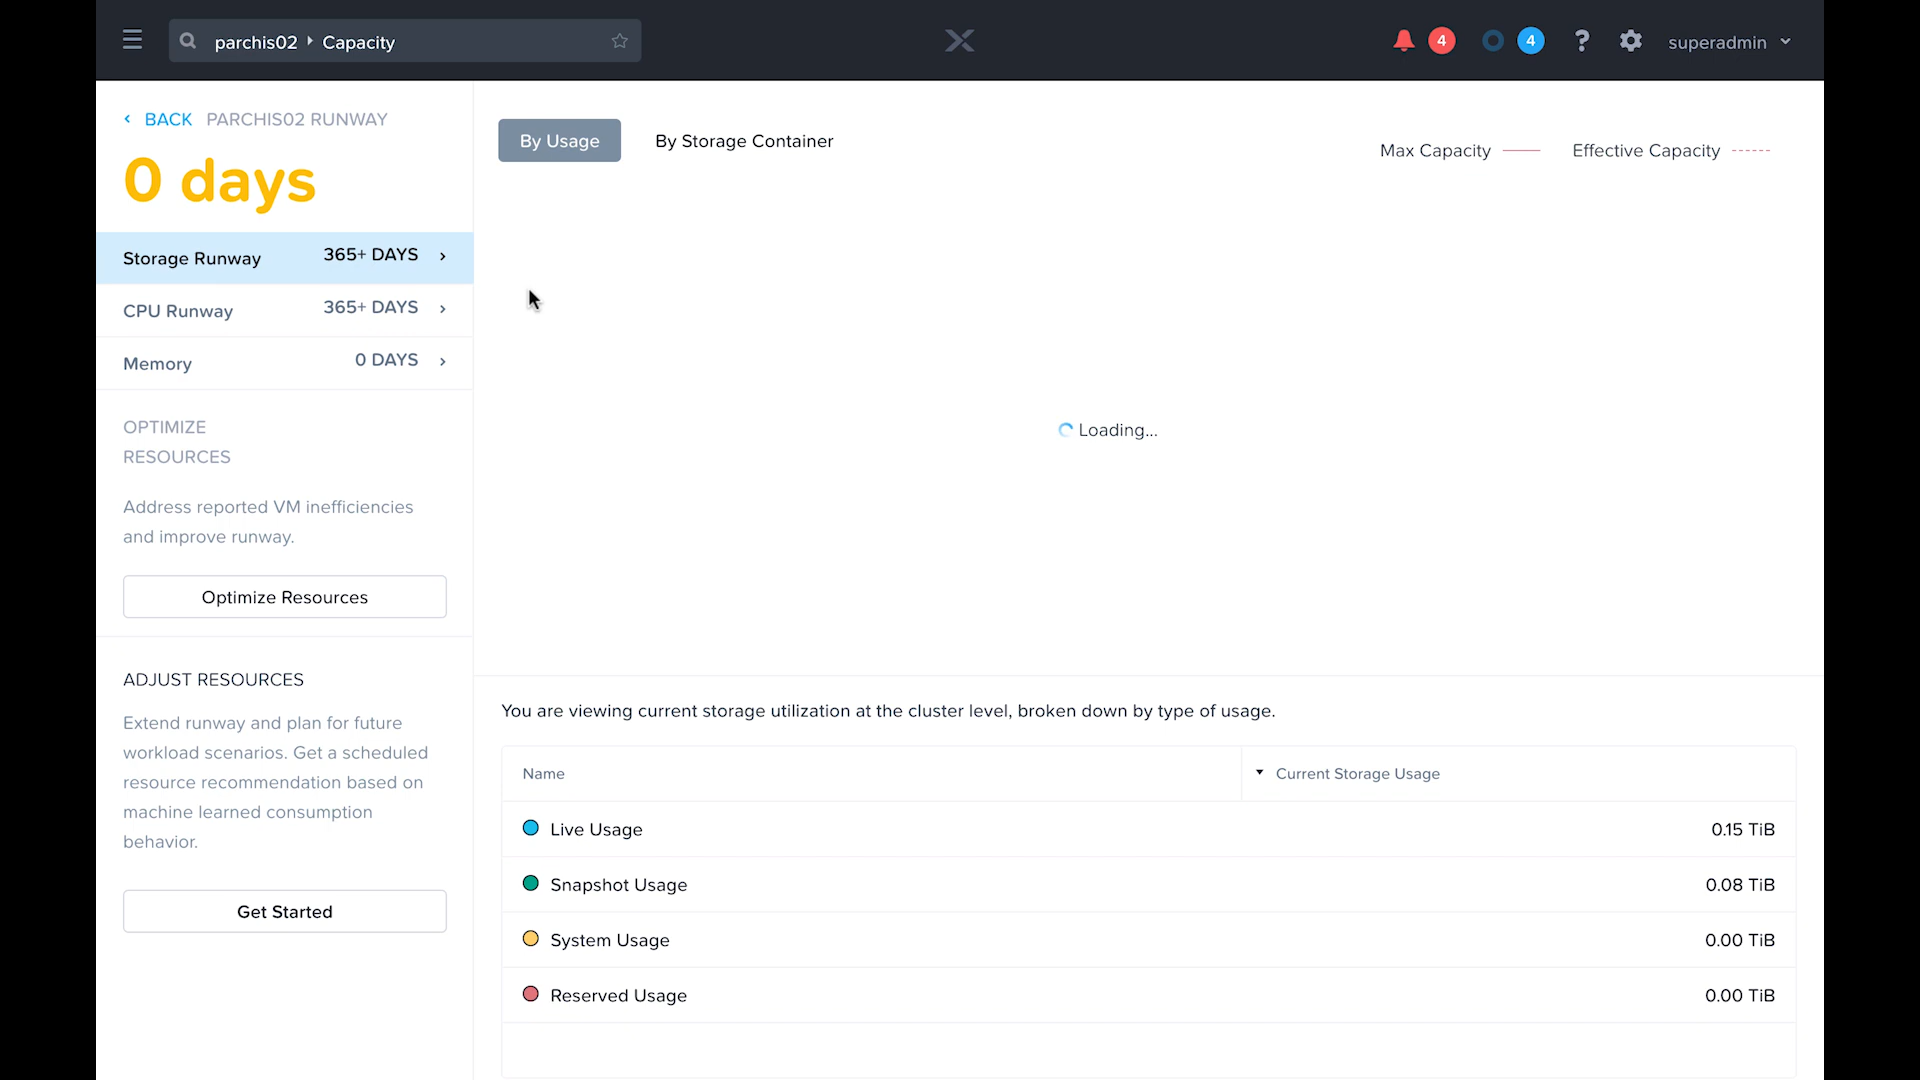 parchis02 Capacity
4
4
?
superadmin
BACK PARCHIS02 RUNWAY
0 days
Storage Runway 365+ DAYS
CPU Runway 365+ DAYS
Memory 0 DAYS
OPTIMIZE
RESOURCES
Address reported VM inefficiencies
and improve runway.
Optimize Resources
ADJUST RESOURCES
Extend runway and plan for future
workload scenarios. Get a scheduled
resource recommendation based on
machine learned consumption
behavior.
Get Started
By Usage By Storage Container
Max Capacity Effective Capacity
Loading...
You are viewing current storage utilization at the cluster level, broken down by type of usage.
Name Current Storage Usage
Live Usage 0.15 TiB
Snapshot Usage 0.08 TiB
System Usage 0.00 TiB
Reserved Usage 0.00 TiB